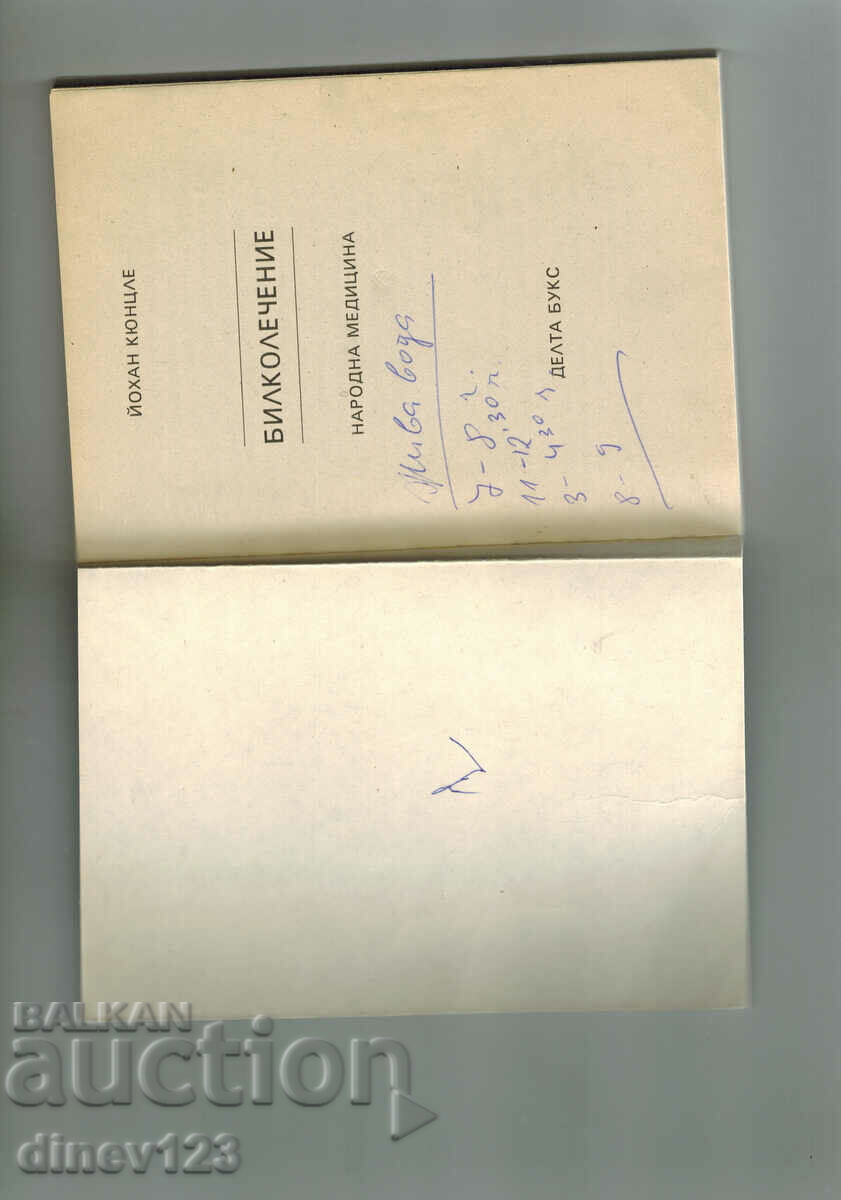 ЙОХАН КЮНЦЛЕ
БИЛКОЛЕЧЕНИЕ
НАРОДНА МЕДИЦИНА
Жива вода
7 - 8 ч.
11 - 12,30 ч.
3 - 4 30 ч
8 - 9
ДЕЛТА БУКС
BALKAN
auction
dinev123